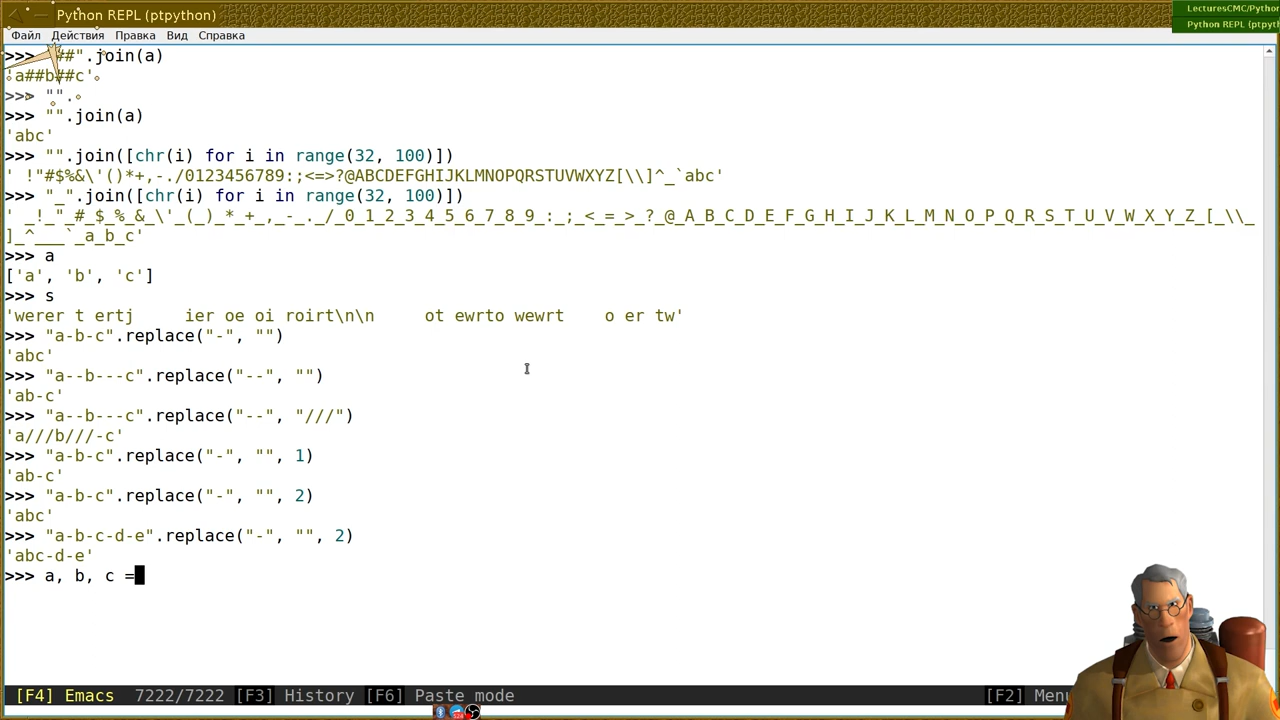 Python REPL (ptpython)
LecturesCMC/Python
Python REPL (ptpyth
Файл Действия Правка Вид Справка
>>> "##".join(a)
'a##b##c'
>>> "".
>>> "".join(a)
'abc'
>>> "".join([chr(i) for i in range(32, 100)])
' !"#$%&\'()*+,-./0123456789:;<=>?@ABCDEFGHIJKLMNOPQRSTUVWXYZ[\\]^_`abc'
>>> "_".join([chr(i) for i in range(32, 100)])
' _!_"_#_$_%_&_\'_(_)_*_+_,_-_._/_0_1_2_3_4_5_6_7_8_9_:_;_<_=_>_?_@_A_B_C_D_E_F_G_H_I_J_K_L_M_N_O_P_Q_R_S_T_U_V_W_X_Y_Z_[_\\_
]_^___`_a_b_c'
>>> a
['a', 'b', 'c']
>>> s
'werer t ertj     ier oe oi roirt\n\n     ot ewrto wewrt    o er tw'
>>> "a-b-c".replace("-", "")
'abc'
>>> "a--b---c".replace("--", "")
'ab-c'
>>> "a--b---c".replace("--", "///")
'a///b///-c'
>>> "a-b-c".replace("-", "", 1)
'ab-c'
>>> "a-b-c".replace("-", "", 2)
'abc'
>>> "a-b-c-d-e".replace("-", "", 2)
'abc-d-e'
>>> a, b, c =
[F4] Emacs 7222/7222 [F3] History [F6] Paste mode [F2] Menu